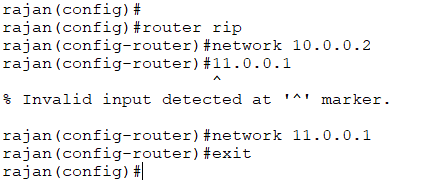 rajan(config)#
rajan(config)#router rip
rajan(config-router)#network 10.0.0.2
rajan(config-router)#11.0.0.1
^
% Invalid input detected at '^' marker.
rajan(config-router)#network 11.0.0.1
rajan(config-router)#exit
rajan(config)#